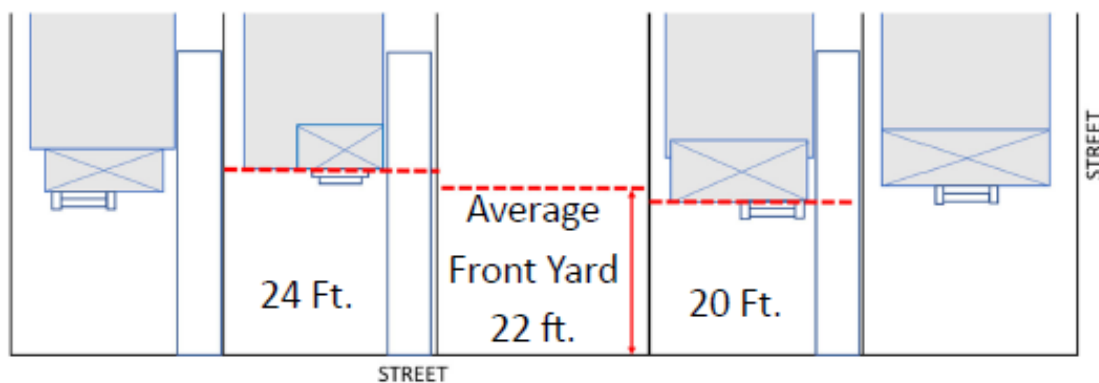 24 Ft.
Average
Front Yard
22 ft.
20 Ft.
STREET
STREET